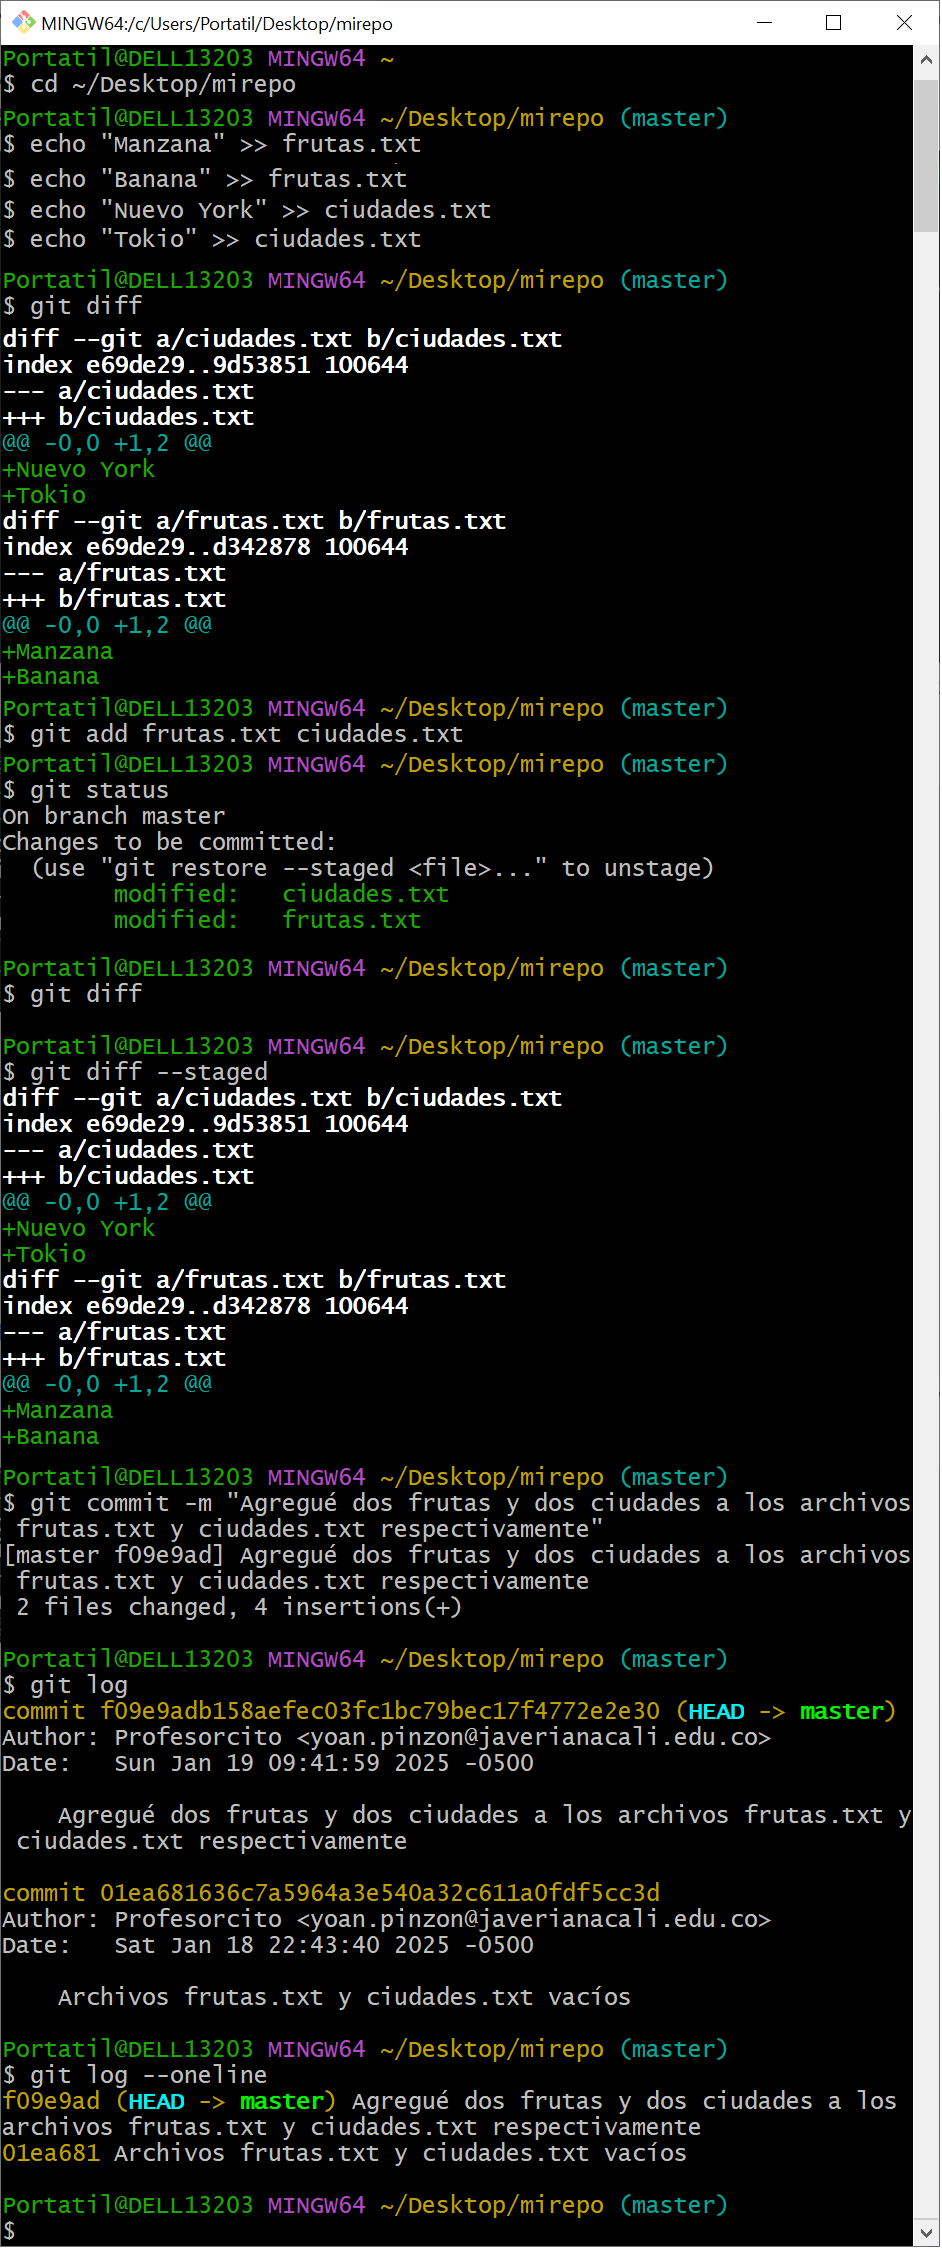 MINGW64:/c/Users/Portatil/Desktop/mirepo
Portatil@DELL13203 MINGW64 ~
$ cd ~/Desktop/mirepo
Portatil@DELL13203 MINGW64 ~/Desktop/mirepo (master)
$ echo "Manzana" >> frutas.txt
$ echo "Banana" >> frutas.txt
$ echo "Nuevo York" >> ciudades.txt
$ echo "Tokio" >> ciudades.txt
Portatil@DELL13203 MINGW64 ~/Desktop/mirepo (master)
$ git diff
diff --git a/ciudades.txt b/ciudades.txt
index e69de29..9d53851 100644
--- a/ciudades.txt
+++ b/ciudades.txt
@@ -0,0 +1,2 @@
+Nuevo York
+Tokio
diff --git a/frutas.txt b/frutas.txt
index e69de29..d342878 100644
--- a/frutas.txt
+++ b/frutas.txt
@@ -0,0 +1,2 @@
+Manzana
+Banana
Portatil@DELL13203 MINGW64 ~/Desktop/mirepo (master)
$ git add frutas.txt ciudades.txt
Portatil@DELL13203 MINGW64 ~/Desktop/mirepo (master)
$ git status
On branch master
Changes to be committed:
  (use "git restore --staged <file>..." to unstage)
        modified:   ciudades.txt
        modified:   frutas.txt
Portatil@DELL13203 MINGW64 ~/Desktop/mirepo (master)
$ git diff
Portatil@DELL13203 MINGW64 ~/Desktop/mirepo (master)
$ git diff --staged
diff --git a/ciudades.txt b/ciudades.txt
index e69de29..9d53851 100644
--- a/ciudades.txt
+++ b/ciudades.txt
@@ -0,0 +1,2 @@
+Nuevo York
+Tokio
diff --git a/frutas.txt b/frutas.txt
index e69de29..d342878 100644
--- a/frutas.txt
+++ b/frutas.txt
@@ -0,0 +1,2 @@
+Manzana
+Banana
Portatil@DELL13203 MINGW64 ~/Desktop/mirepo (master)
$ git commit -m "Agregué dos frutas y dos ciudades a los archivos
 frutas.txt y ciudades.txt respectivamente"
[master f09e9ad] Agregué dos frutas y dos ciudades a los archivos
 frutas.txt y ciudades.txt respectivamente
 2 files changed, 4 insertions(+)
Portatil@DELL13203 MINGW64 ~/Desktop/mirepo (master)
$ git log
commit f09e9adb158aefec03fc1bc79bec17f4772e2e30 (HEAD -> master)
Author: Profesorcito <yoan.pinzon@javerianacali.edu.co>
Date:   Sun Jan 19 09:41:59 2025 -0500
    Agregué dos frutas y dos ciudades a los archivos frutas.txt y
 ciudades.txt respectivamente
commit 01ea681636c7a5964a3e540a32c611a0fdf5cc3d
Author: Profesorcito <yoan.pinzon@javerianacali.edu.co>
Date:   Sat Jan 18 22:43:40 2025 -0500
    Archivos frutas.txt y ciudades.txt vacíos
Portatil@DELL13203 MINGW64 ~/Desktop/mirepo (master)
$ git log --oneline
f09e9ad (HEAD -> master) Agregué dos frutas y dos ciudades a los
archivos frutas.txt y ciudades.txt respectivamente
01ea681 Archivos frutas.txt y ciudades.txt vacíos
Portatil@DELL13203 MINGW64 ~/Desktop/mirepo (master)
$